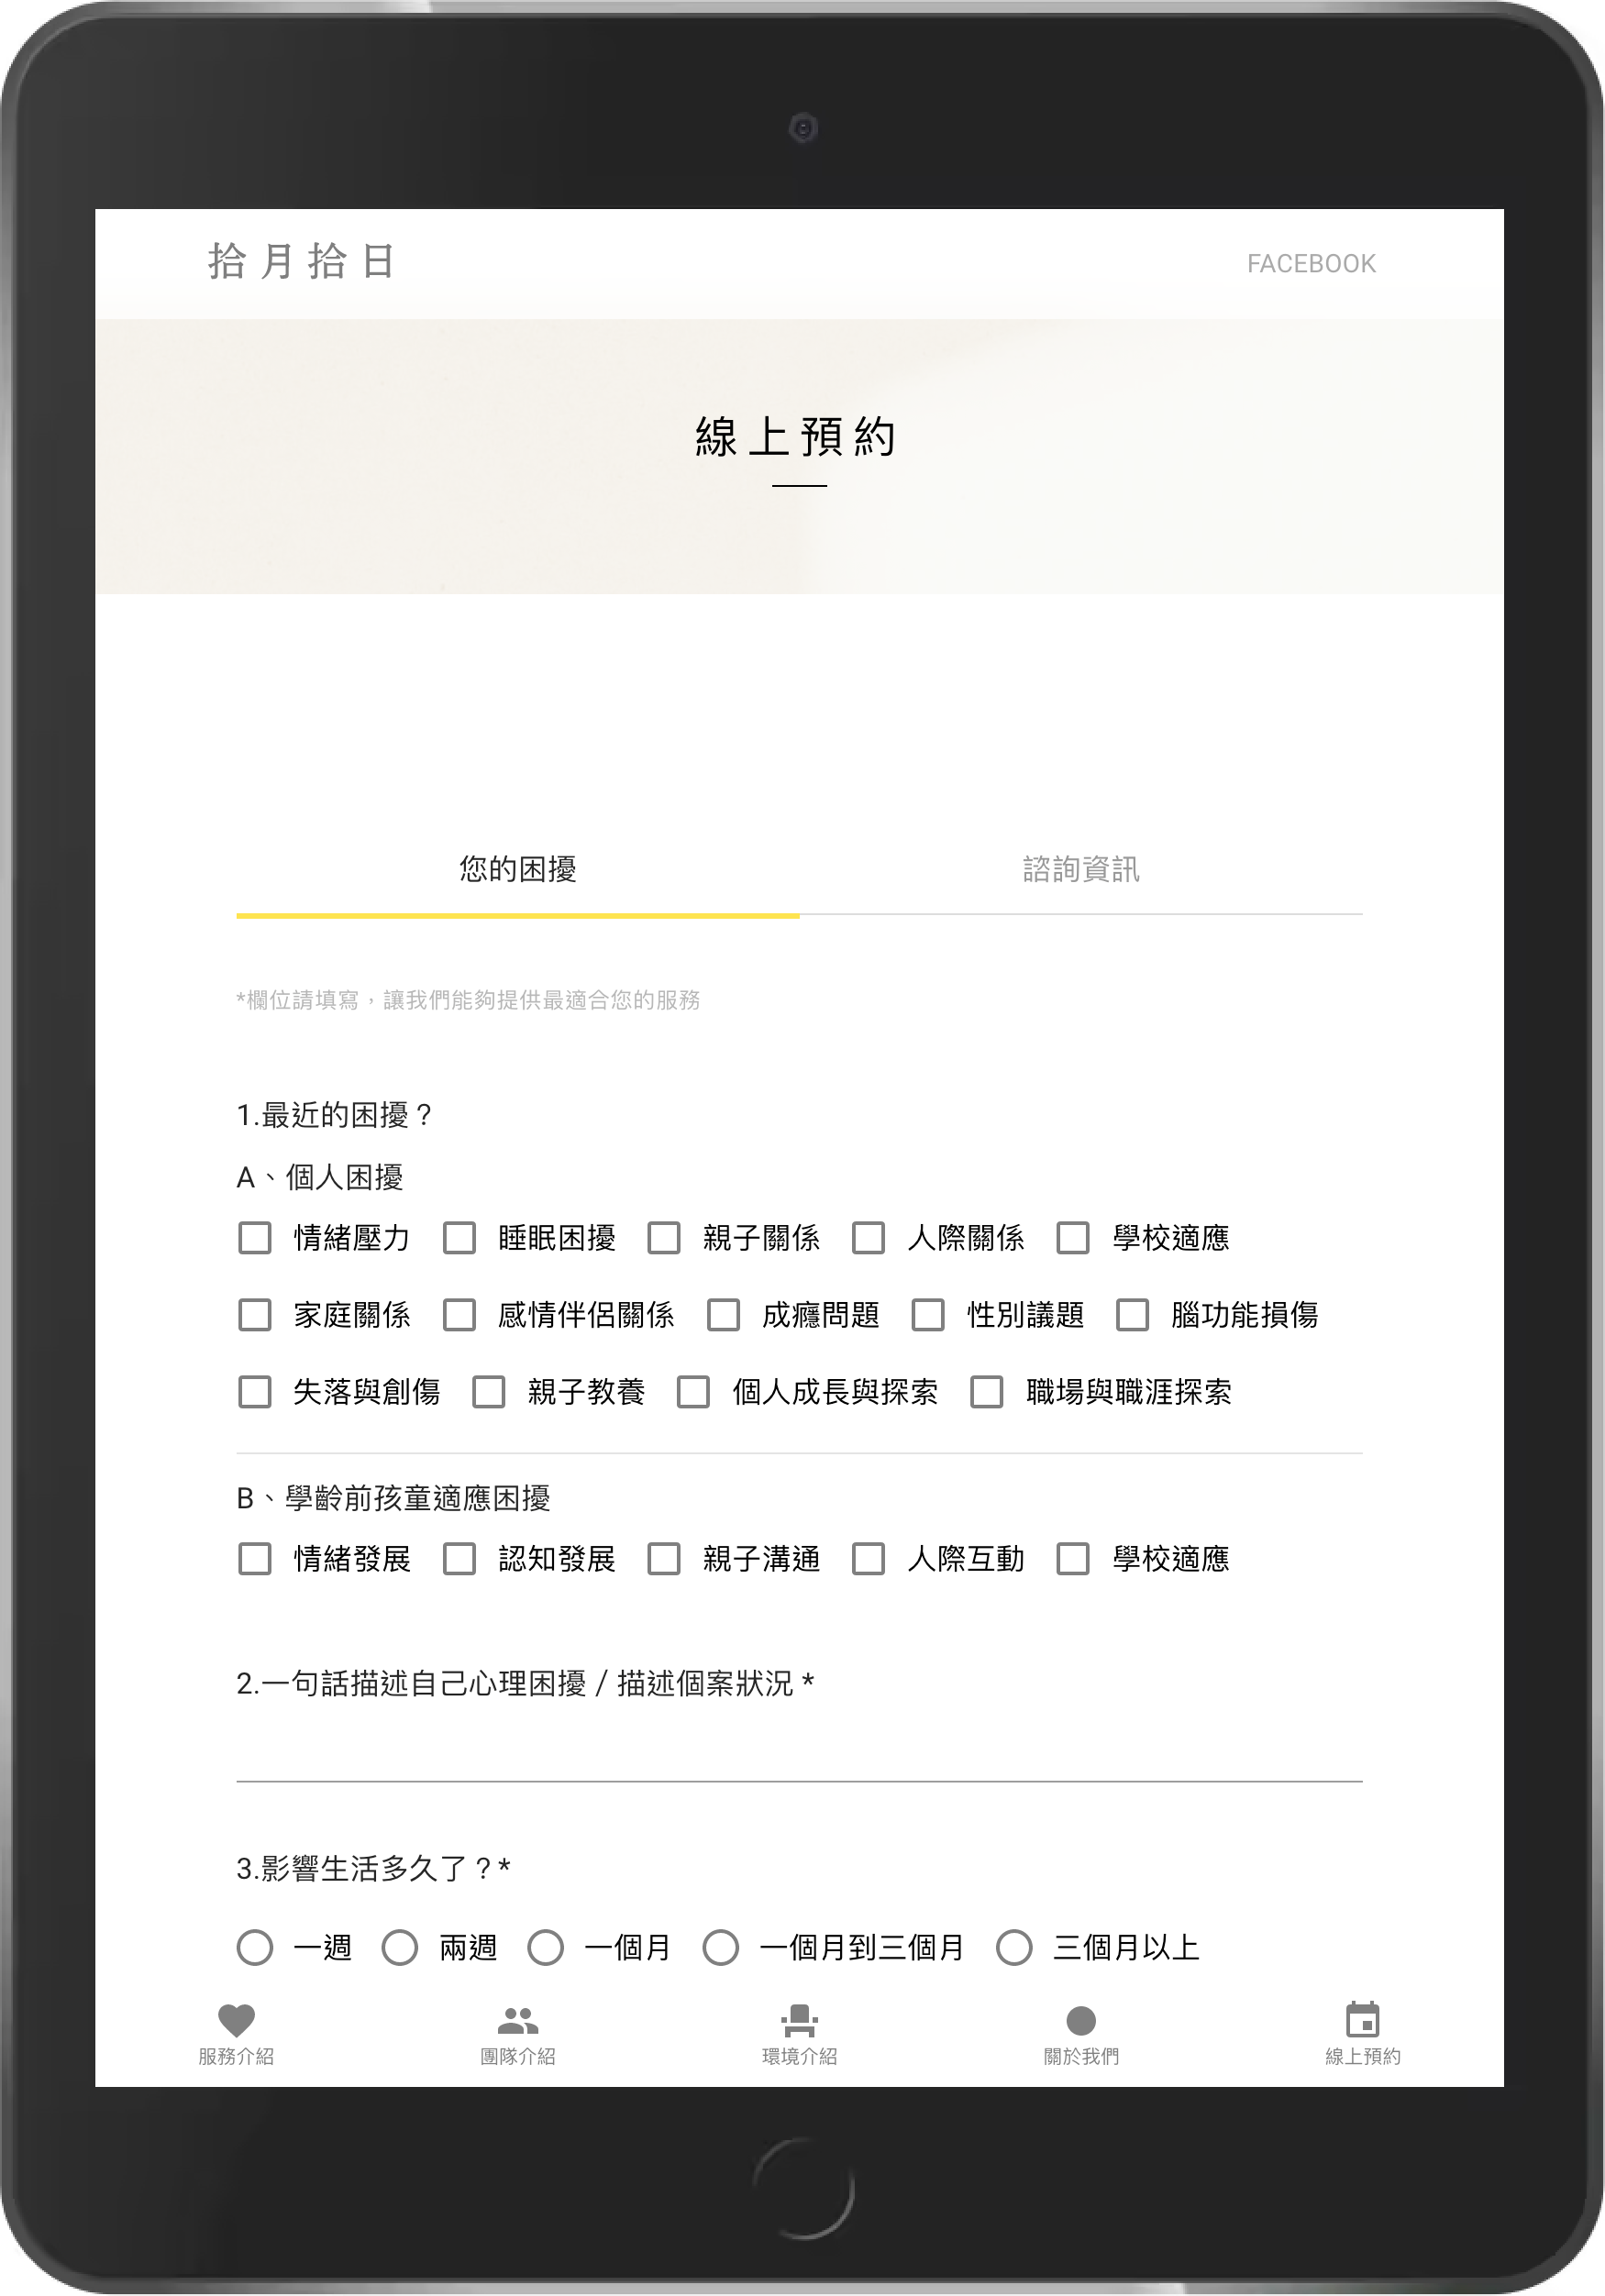 拾月拾日
FACEBOOK
線上預約
您的困擾
諮詢資訊
*欄位請填寫，讓我們能夠提供最適合您的服務
1.最近的困擾？
A、個人困擾
情緒壓力 睡眠困擾 親子關係 人際關係 學校適應
家庭關係 感情伴侶關係 成癮問題 性別議題 腦功能損傷
失落與創傷 親子教養 個人成長與探索 職場與職涯探索
B、學齡前孩童適應困擾
情緒發展 認知發展 親子溝通 人際互動 學校適應
2.一句話描述自己心理困擾 / 描述個案狀況 *
3.影響生活多久了？*
一週 兩週 一個月 一個月到三個月 三個月以上
服務介紹 團隊介紹 環境介紹 關於我們 線上預約